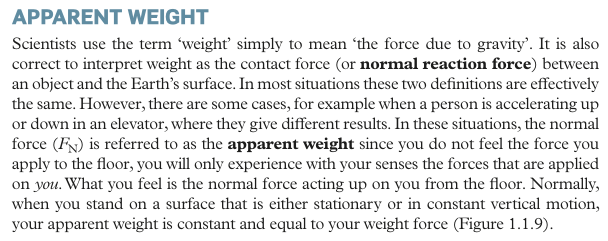 APPARENT WEIGHT
Scientists use the term ‘weight’ simply to mean ‘the force due to gravity’. It is also
correct to interpret weight as the contact force (or normal reaction force) between
an object and the Earth’s surface. In most situations these two definitions are effectively
the same. However, there are some cases, for example when a person is accelerating up
or down in an elevator, where they give different results. In these situations, the normal
force (FN) is referred to as the apparent weight since you do not feel the force you
apply to the floor, you will only experience with your senses the forces that are applied
on you. What you feel is the normal force acting up on you from the floor. Normally,
when you stand on a surface that is either stationary or in constant vertical motion,
your apparent weight is constant and equal to your weight force (Figure 1.1.9).